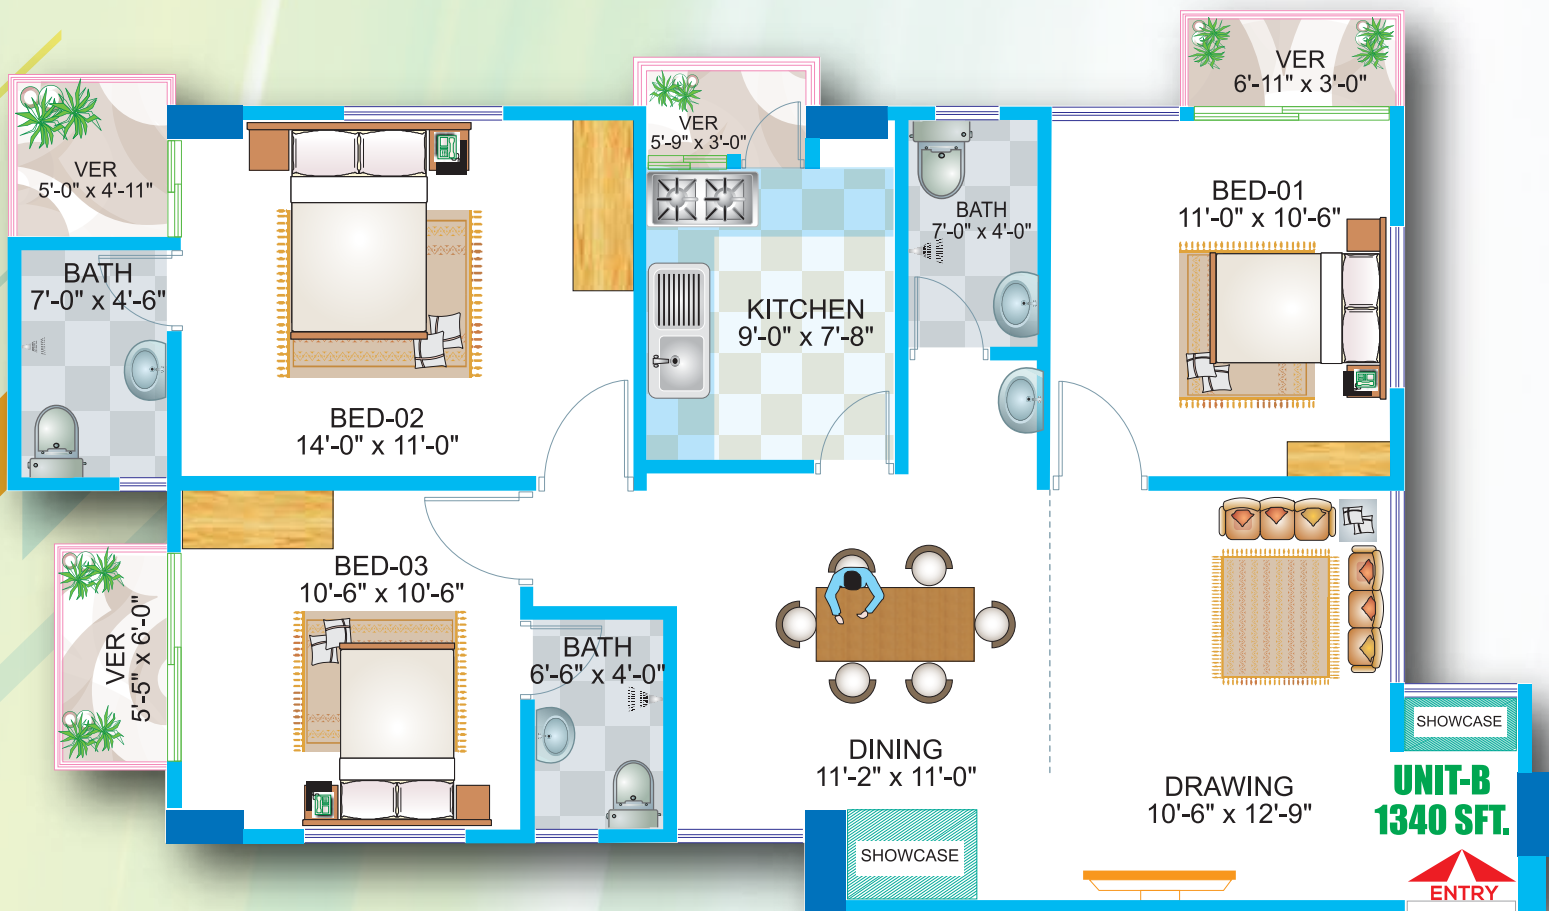 VER
6'-11" x 3'-0"
VER
5'-9" x 3'-0"
VER
5'-0" x 4'-11"
BED-01
11'-0" x 10'-6"
BATH
7'-0" x 4'-0"
BATH
7'-0" x 4'-6"
KITCHEN
9'-0" x 7'-8"
BED-02
14'-0" x 11'-0"
BED-03
10'-6" x 10'-6"
VER
5'-5" x 6'-0"
BATH
6'-6" x 4'-0"
DINING
11'-2" x 11'-0"
DRAWING
10'-6" x 12'-9"
SHOWCASE
UNIT-B
1340 SFT.
SHOWCASE
ENTRY